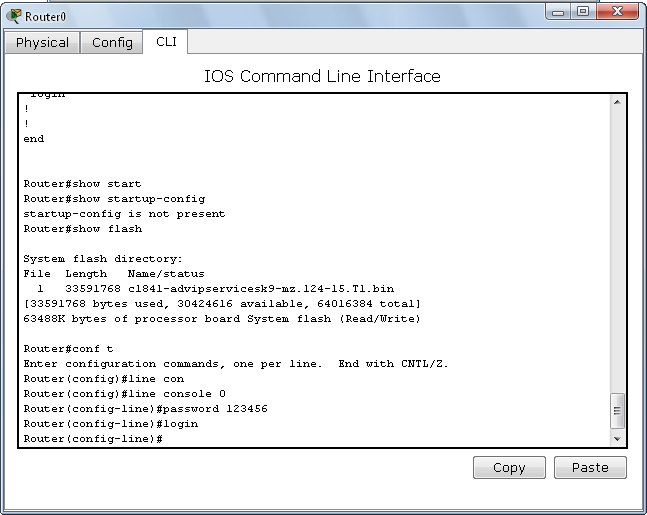 Router0
Physical Config CLI
IOS Command Line Interface
login
!
!
end
Router#show start
Router#show startup-config
startup-config is not present
Router#show flash
System flash directory:
File Length Name/status
1 33591768 c1841-advipservicesk9-mz.124-15.T1.bin
[33591768 bytes used, 30424616 available, 64016384 total]
63488K bytes of processor board System flash (Read/Write)
Router#conf t
Enter configuration commands, one per line. End with CNTL/Z.
Router(config)#line con
Router(config)#line console 0
Router(config-line)#password 123456
Router(config-line)#login
Router(config-line)#
Copy Paste